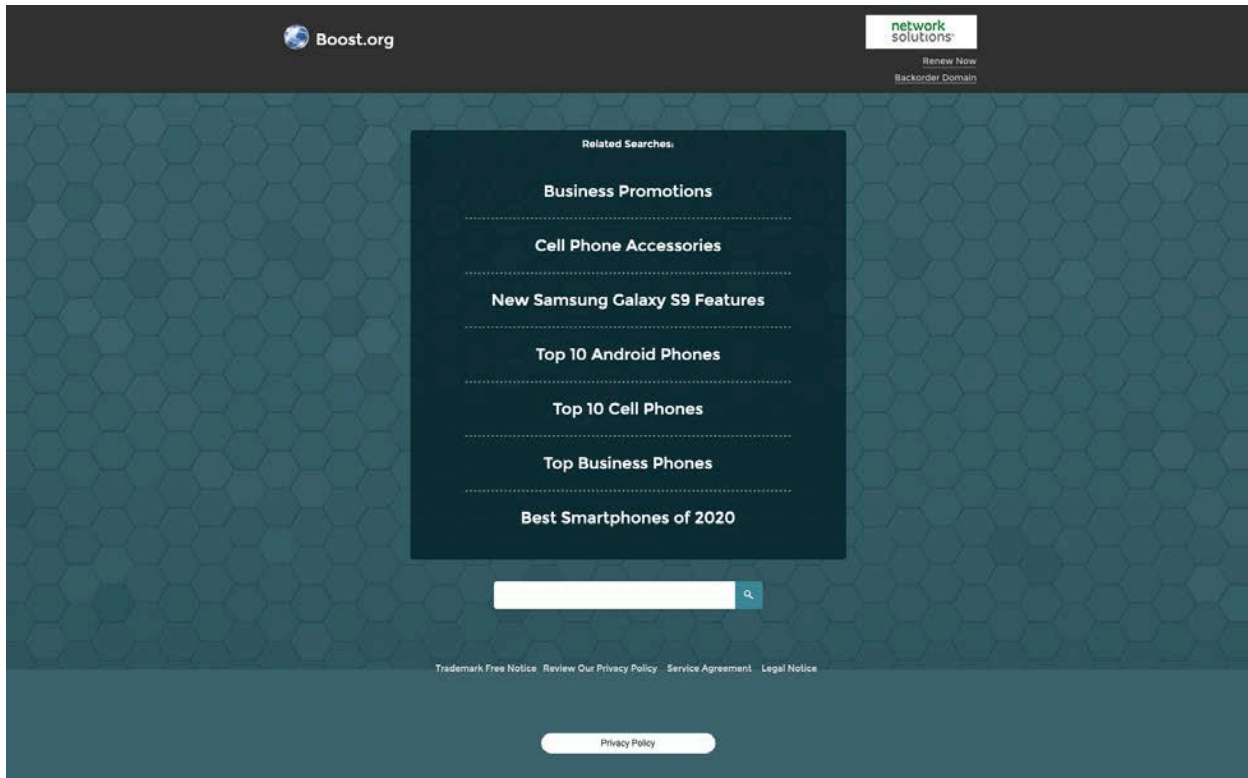 Boost.org
network
solutions
Renew Now
Backorder Domain
Related Searches:
Business Promotions
Cell Phone Accessories
New Samsung Galaxy S9 Features
Top 10 Android Phones
Top 10 Cell Phones
Top Business Phones
Best Smartphones of 2020
Trademark Free Notice Review Our Privacy Policy Service Agreement Legal Notice
Privacy Policy